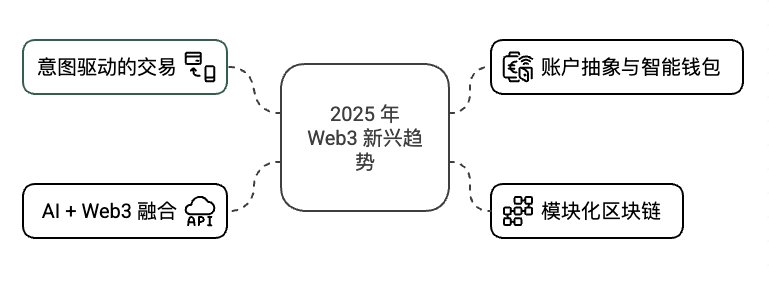 意图驱动的交易
账户抽象与智能钱包
2025 年
Web3 新兴趋
势
AI + Web3 融合
API
模块化区块链